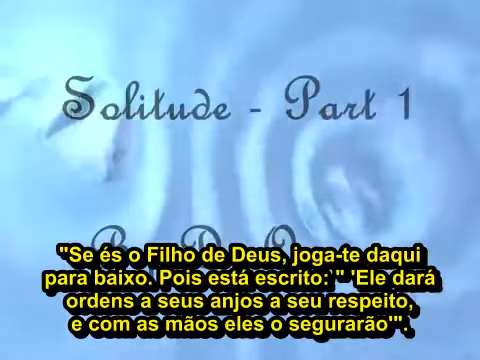 Solitude - Part 1
"Se és o Filho de Deus, joga-te daqui
para baixo. Pois está escrito: " 'Ele dará
ordens a seus anjos a seu respeito,
e com as mãos eles o segurarão'".